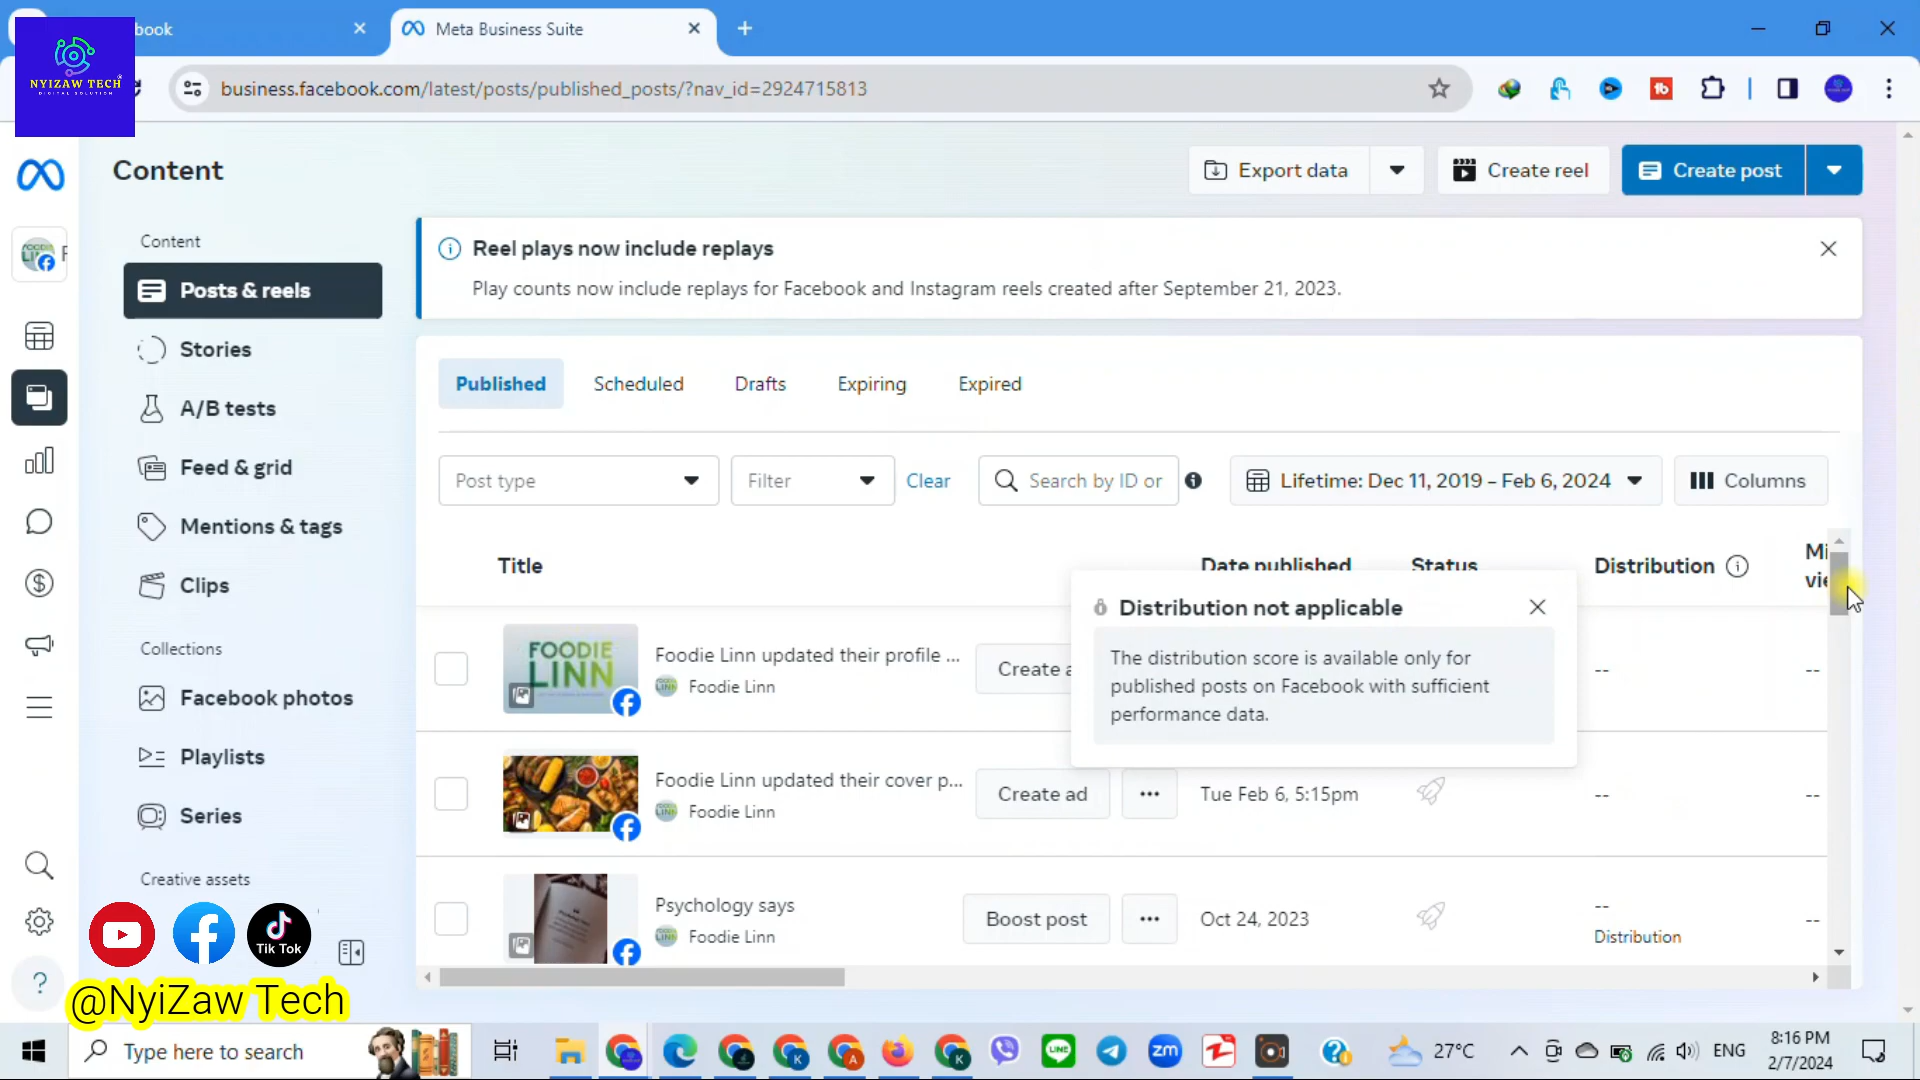 book
Meta Business Suite
NYIZAW TECH
DIGITAL SOLUTION
business.facebook.com/latest/posts/published_posts/?nav_id=2924715813
Content
Export data
Create reel
Create post
Content
Posts & reels
Stories
A/B tests
Feed & grid
Mentions & tags
Clips
Collections
Facebook photos
Playlists
Series
Creative assets
Reel plays now include replays
Play counts now include replays for Facebook and Instagram reels created after September 21, 2023.
Published
Scheduled
Drafts
Expiring
Expired
Post type
Filter
Clear
Search by ID or
Lifetime: Dec 11, 2019 – Feb 6, 2024
Columns
Title
Date published
Status
Distribution
Mi
vie
FOODIE
LINN
Foodie Linn updated their profile ...
Foodie Linn
Create a
--
--
Distribution not applicable
The distribution score is available only for
published posts on Facebook with sufficient
performance data.
Foodie Linn updated their cover p...
Foodie Linn
Create ad
Tue Feb 6, 5:15pm
--
--
Psychology says
Foodie Linn
Boost post
Oct 24, 2023
--
Distribution
--
Tik Tok
@NyiZaw Tech
Type here to search
27°C
ENG
8:16 PM
2/7/2024